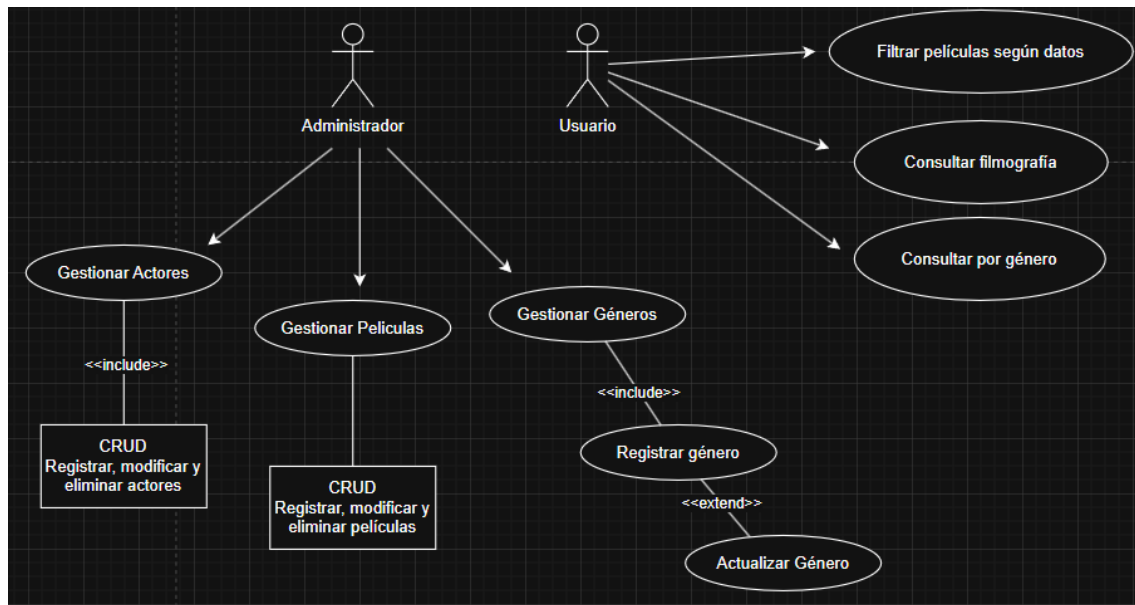 Filtrar películas según datos
Administrador
Usuario
Consultar filmografía
Consultar por género
Gestionar Actores
Gestionar Peliculas
Gestionar Géneros
<<include>>
<<include>>
CRUD
Registrar, modificar y
eliminar actores
Registrar género
CRUD
Registrar, modificar y
eliminar películas
<<extend>>
Actualizar Género